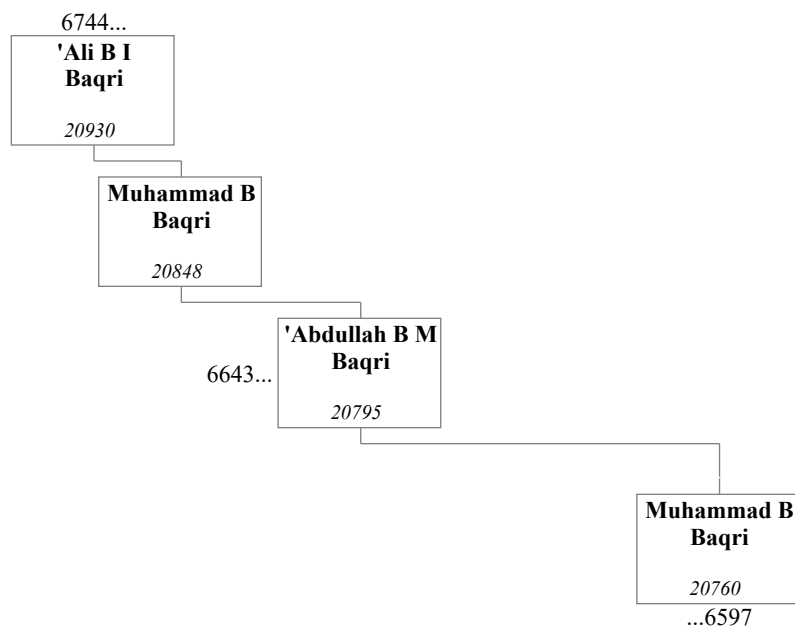 6744...
'Ali B I
Baqri
20930
Muhammad B
Baqri
20848
'Abdullah B M
Baqri
6643...
20795
Muhammad B
Baqri
20760
...6597